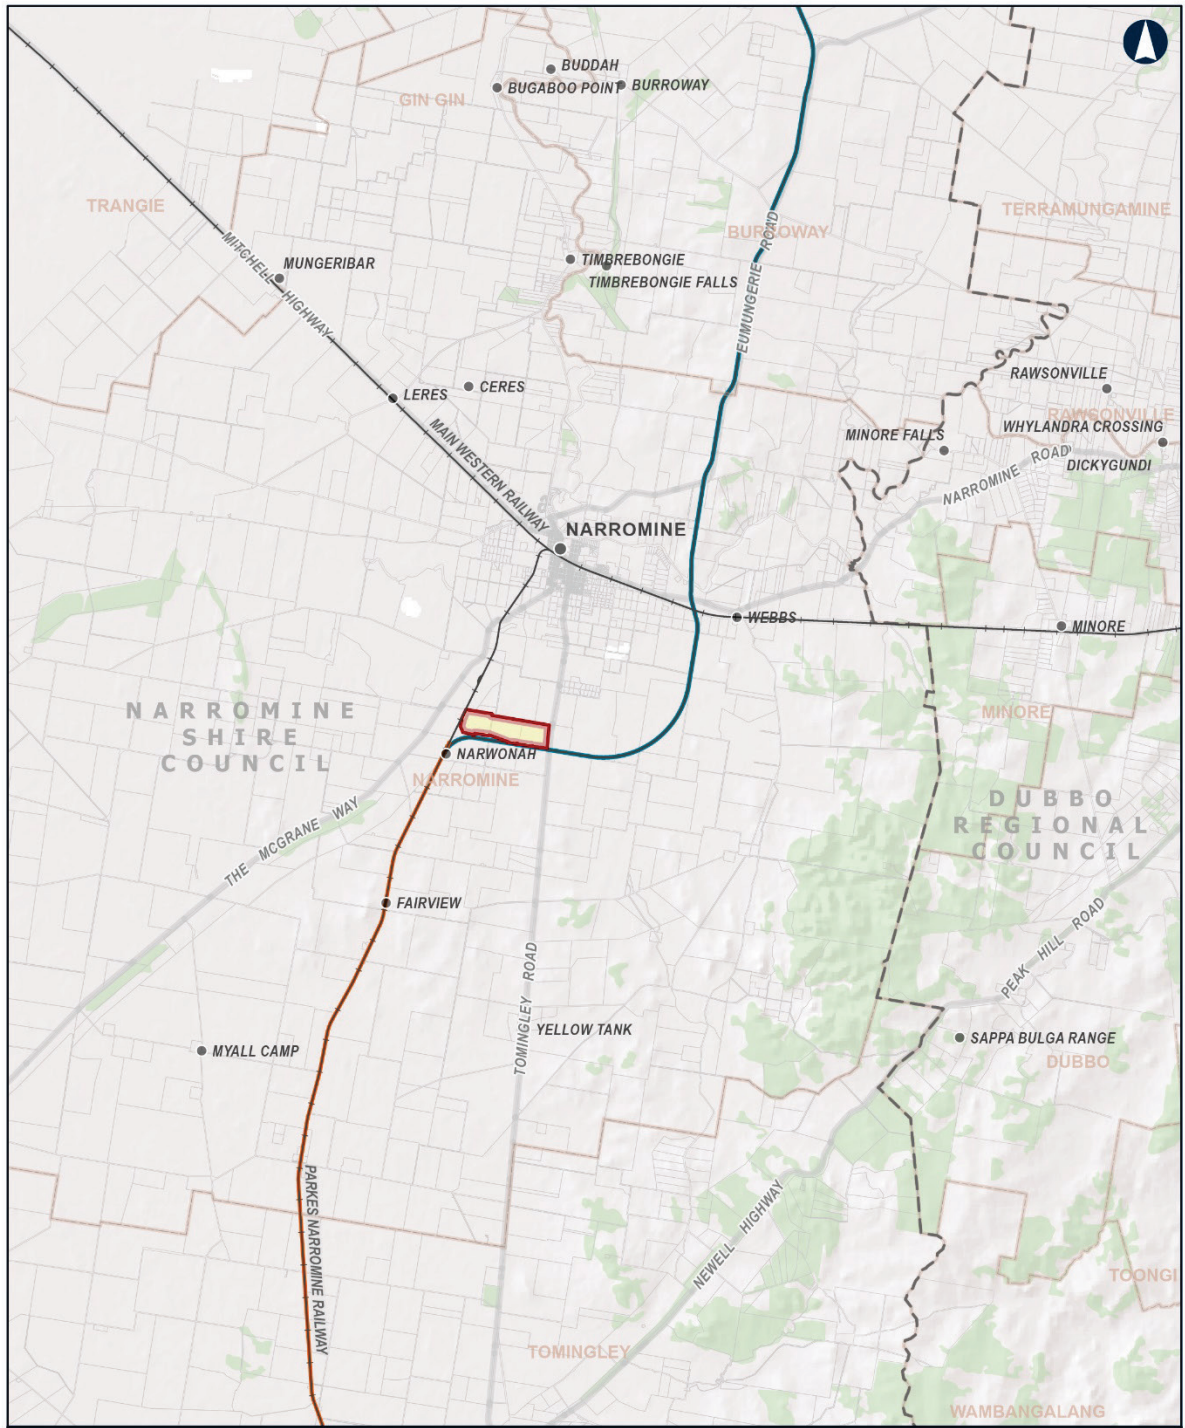 BUDDAH
BUGABOO POINT
BURROWAY
GIN GIN
TRANGIE
TERRAMUNGAMINE
BURROWAY
EUMUNGERIE ROAD
MITCHELL HIGHWAY
MUNGERIBAR
TIMBREBONGIE
TIMBREBONGIE FALLS
RAWSONVILLE
CERES
LERES
RAWSONVILLE
WHYLANDRA CROSSING
MINORE FALLS
DICKYGUNDI
NARROMINE ROAD
MAIN WESTERN RAILWAY
NARROMINE
WEBBS
MINORE
NARROMINE
SHIRE
COUNCIL
MINORE
NARWONAH
NARROMINE
DUBBO
REGIONAL
COUNCIL
THE MCGRANE WAY
FAIRVIEW
PEAK HILL ROAD
TOMINGLEY ROAD
YELLOW TANK
SAPPA BULGA RANGE
MYALL CAMP
DUBBO
PARKES NARROMINE RAILWAY
NEWELL HIGHWAY
TOONGI
TOMINGLEY
WAMBANGALANG